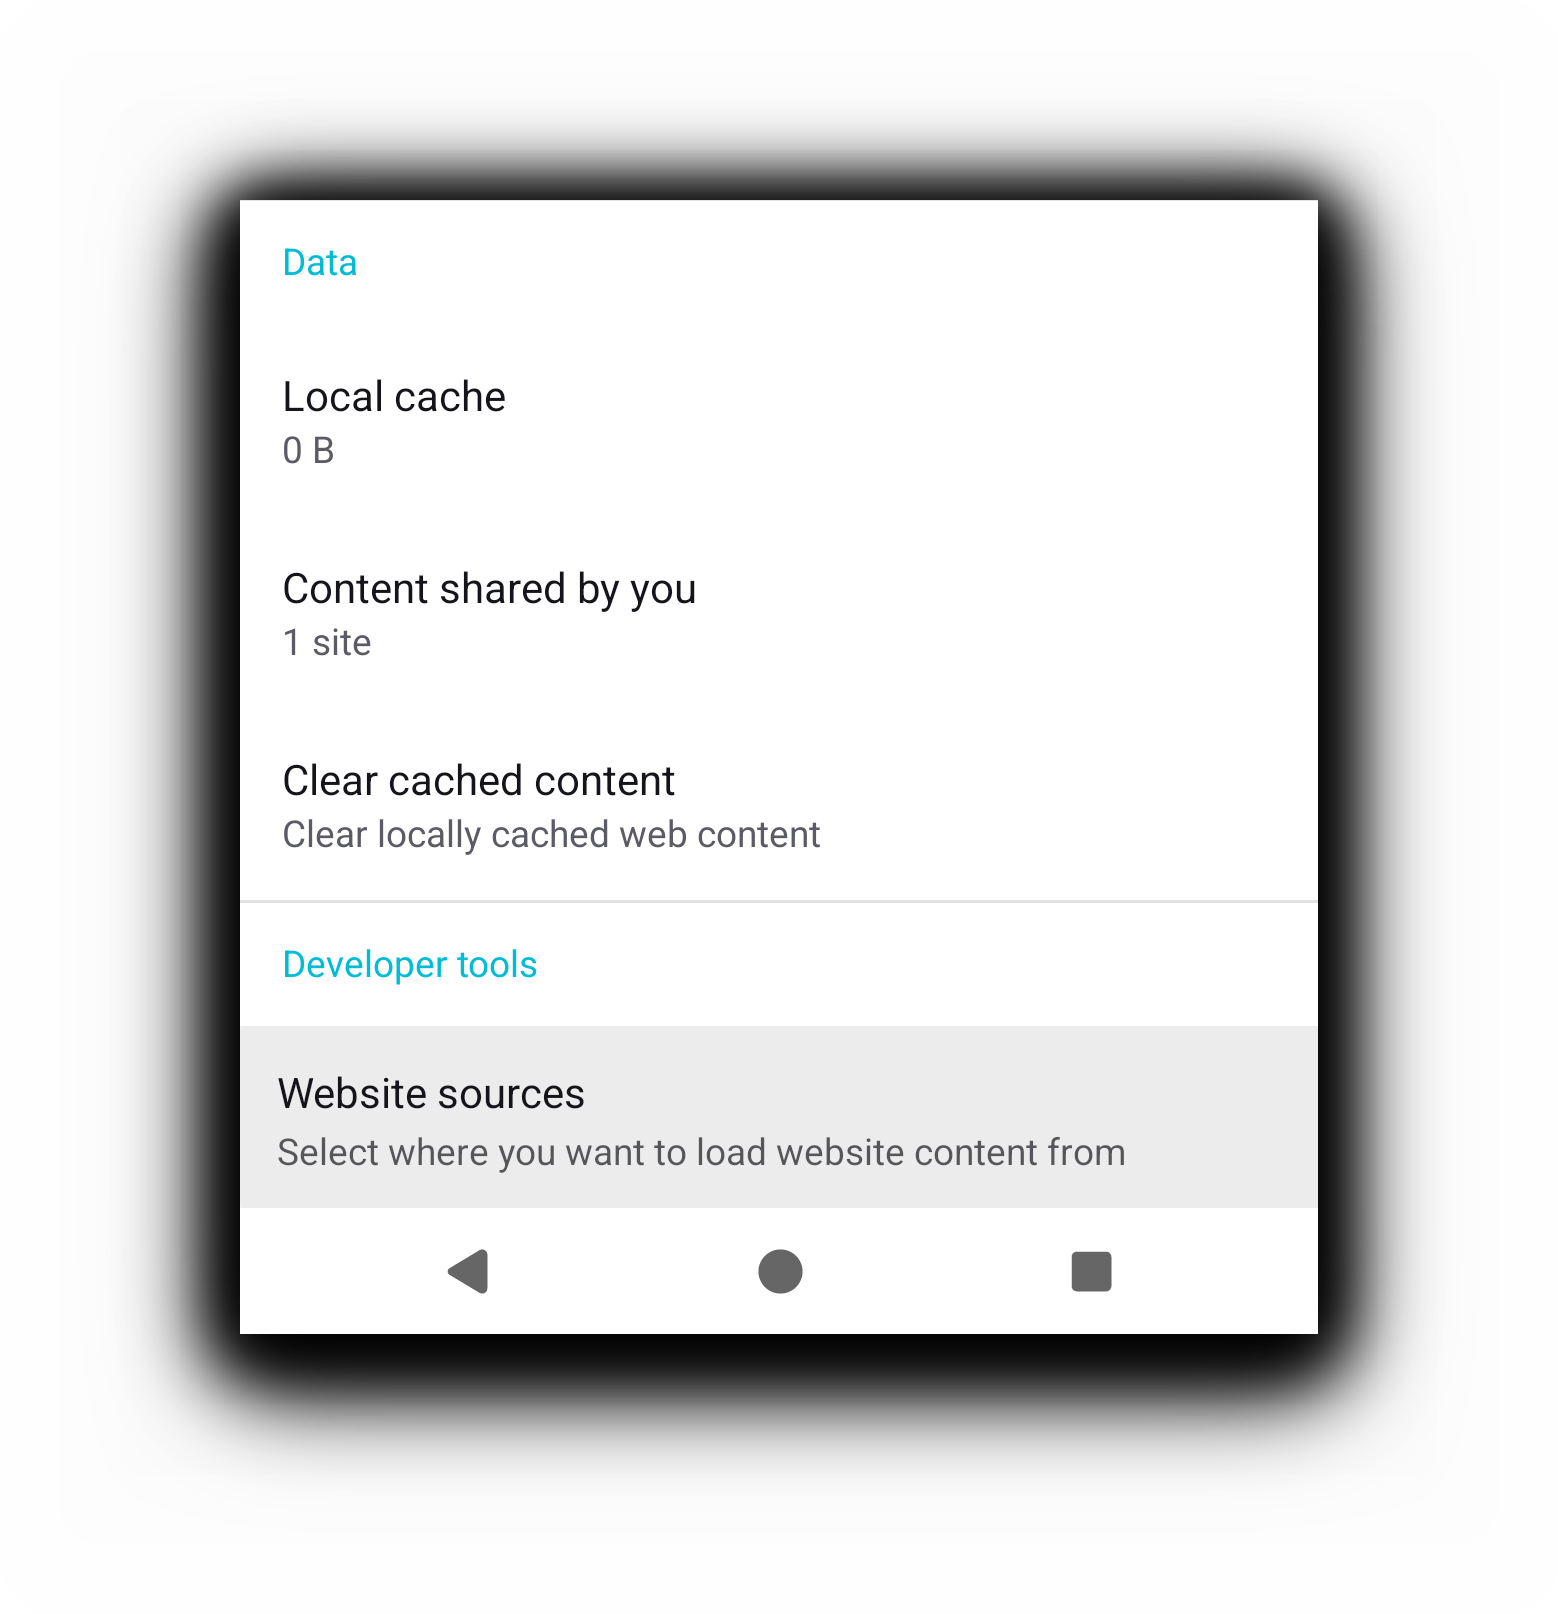 Data
Local cache
0 B
Content shared by you
1 site
Clear cached content
Clear locally cached web content
Developer tools
Website sources
Select where you want to load website content from